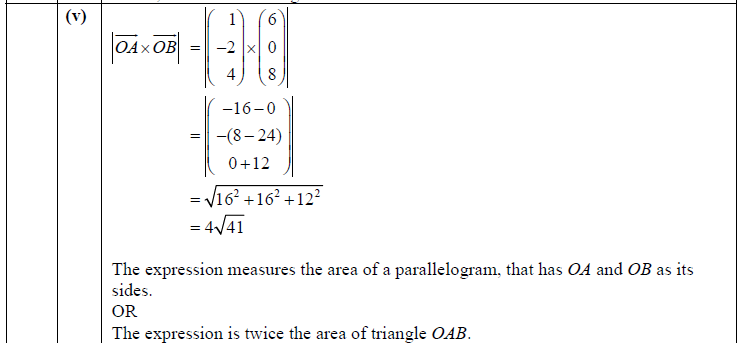 (v)
|OA×OB| = |(1 −2 4)×(6 0 8)|
= |(−16−0 −(8−24) 0+12)|
= √16² +16² +12²
= 4√41
The expression measures the area of a parallelogram, that has OA and OB as its
sides.
OR
The expression is twice the area of triangle OAB.